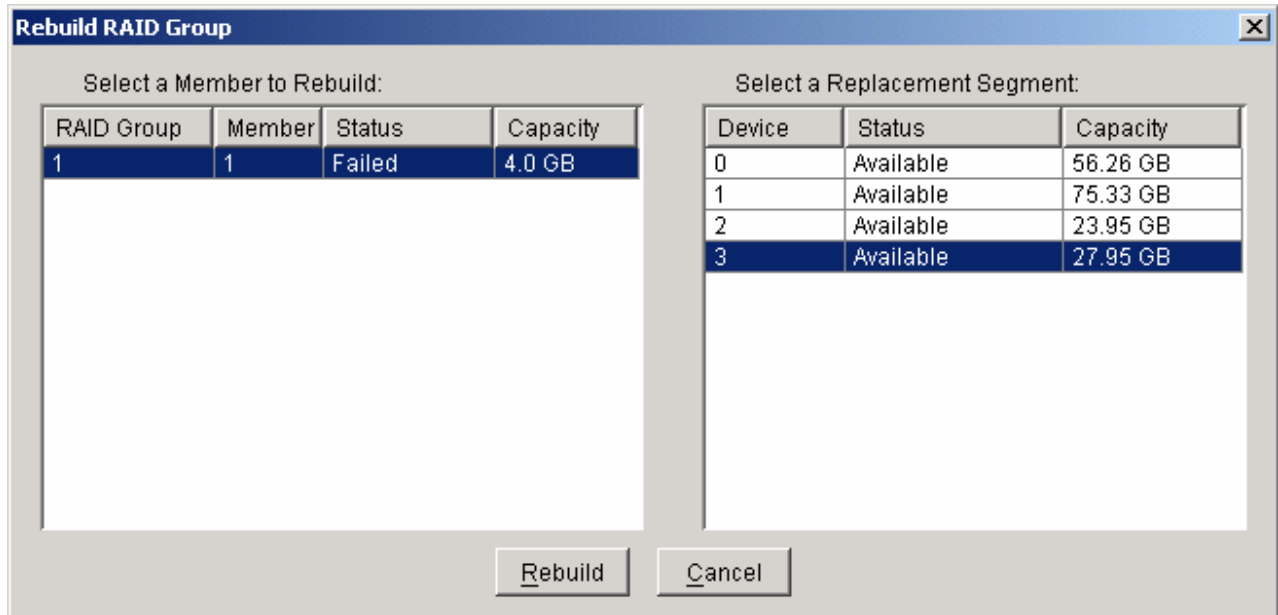 Rebuild RAID Group
Select a Member to Rebuild:
RAID Group Member Status Capacity
1 1 Failed 4.0 GB
Select a Replacement Segment:
Device Status Capacity
0 Available 56.26 GB
1 Available 75.33 GB
2 Available 23.95 GB
3 Available 27.95 GB
Rebuild Cancel